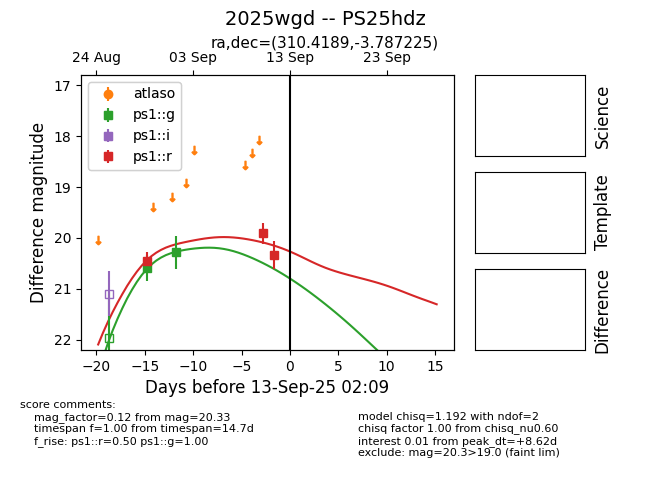 2025wgd -- PS25hdz
ra,dec=(310.4189,-3.787225)
24 Aug 03 Sep 13 Sep 23 Sep
17
18
19
20
21
22
Difference magnitude
atlaso
ps1::g
ps1::i
ps1::r
−20 −15 −10 −5 0 5 10 15
Days before 13-Sep-25 02:09
Science
Template
Difference
score comments:
mag_factor=0.12 from mag=20.33
timespan f=1.00 from timespan=14.7d
f_rise: ps1::r=0.50 ps1::g=1.00
model chisq=1.192 with ndof=2
chisq factor 1.00 from chisq_nu0.60
interest 0.01 from peak_dt=+8.62d
exclude: mag=20.3>19.0 (faint lim)